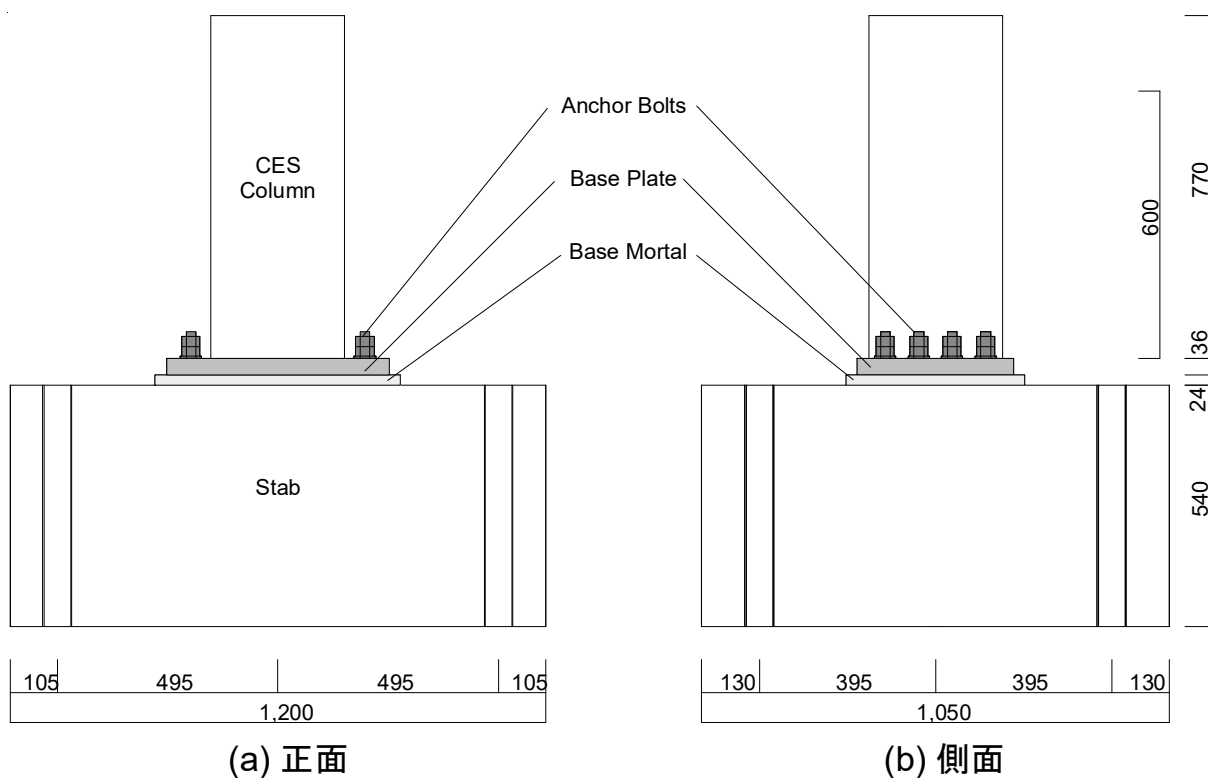 Anchor Bolts
CES
Column
Base Plate
Base Mortal
Stab
600
770
36
24
540
105
495
495
105
1,200
130
395
395
130
1,050
(a) 正面
(b) 側面